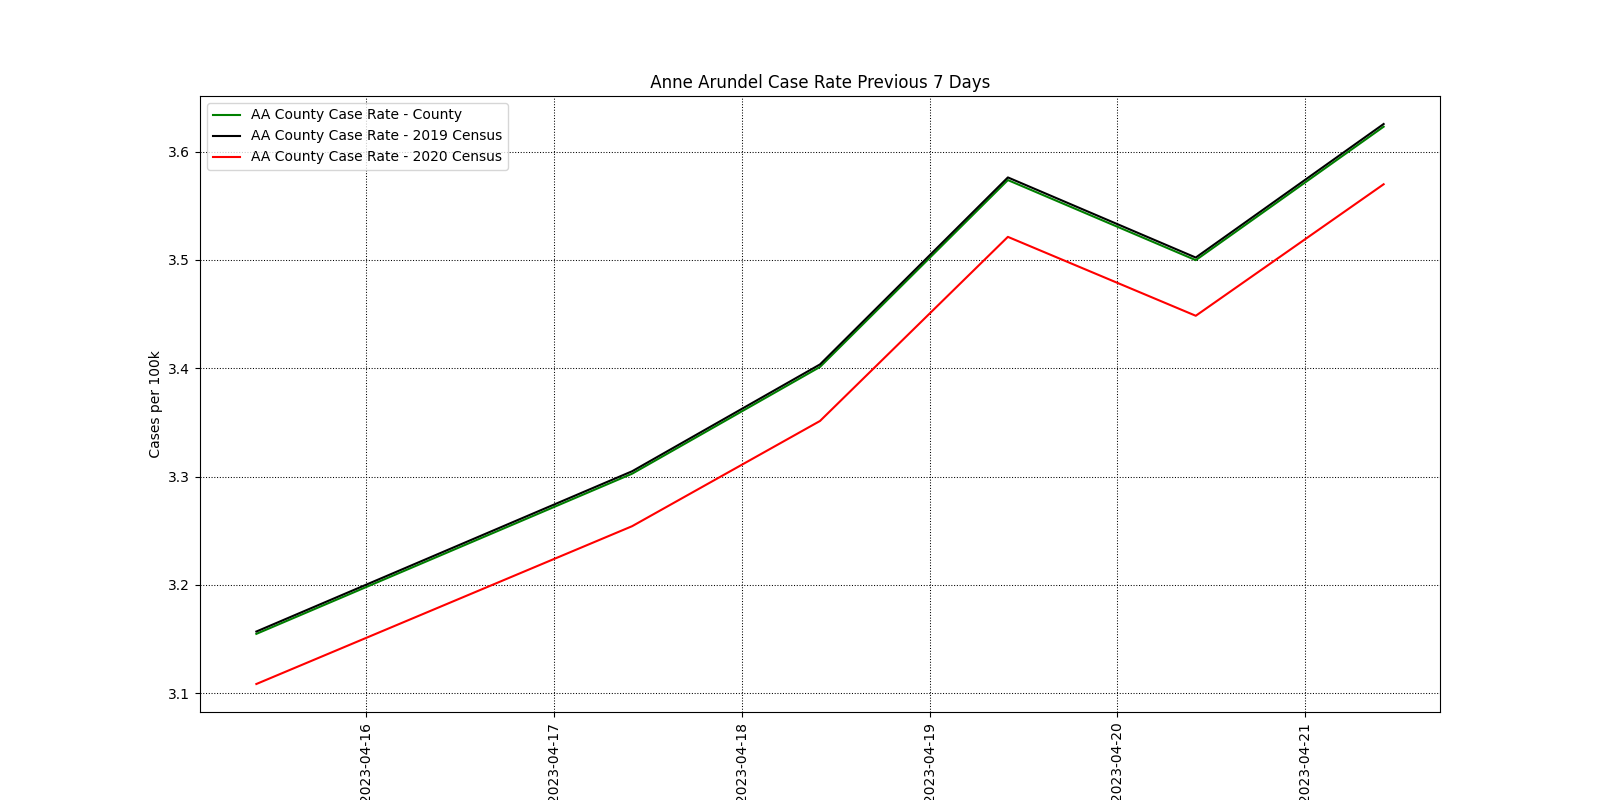 Anne Arundel Case Rate Previous 7 Days
AA County Case Rate - County
AA County Case Rate - 2019 Census
AA County Case Rate - 2020 Census
Cases per 100k
3.6
3.5
3.4
3.3
3.2
3.1
2023-04-16
2023-04-17
2023-04-18
2023-04-19
2023-04-20
2023-04-21